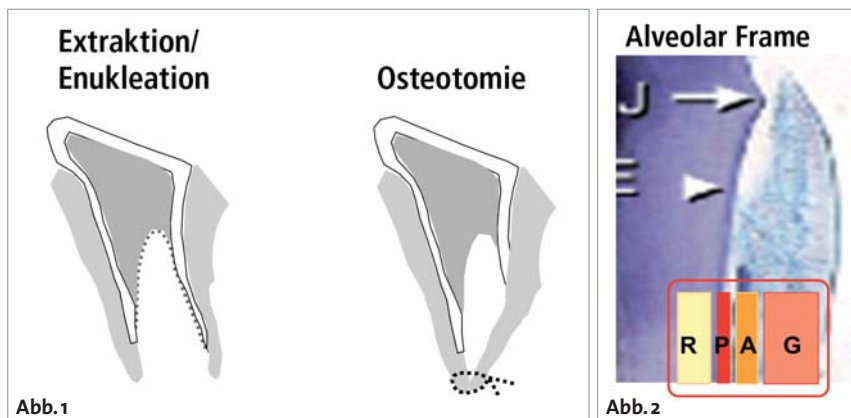 Extraktion/
Enukleation
Osteotomie
Abb.1
Alveolar Frame
J
E
R P A G
Abb.2